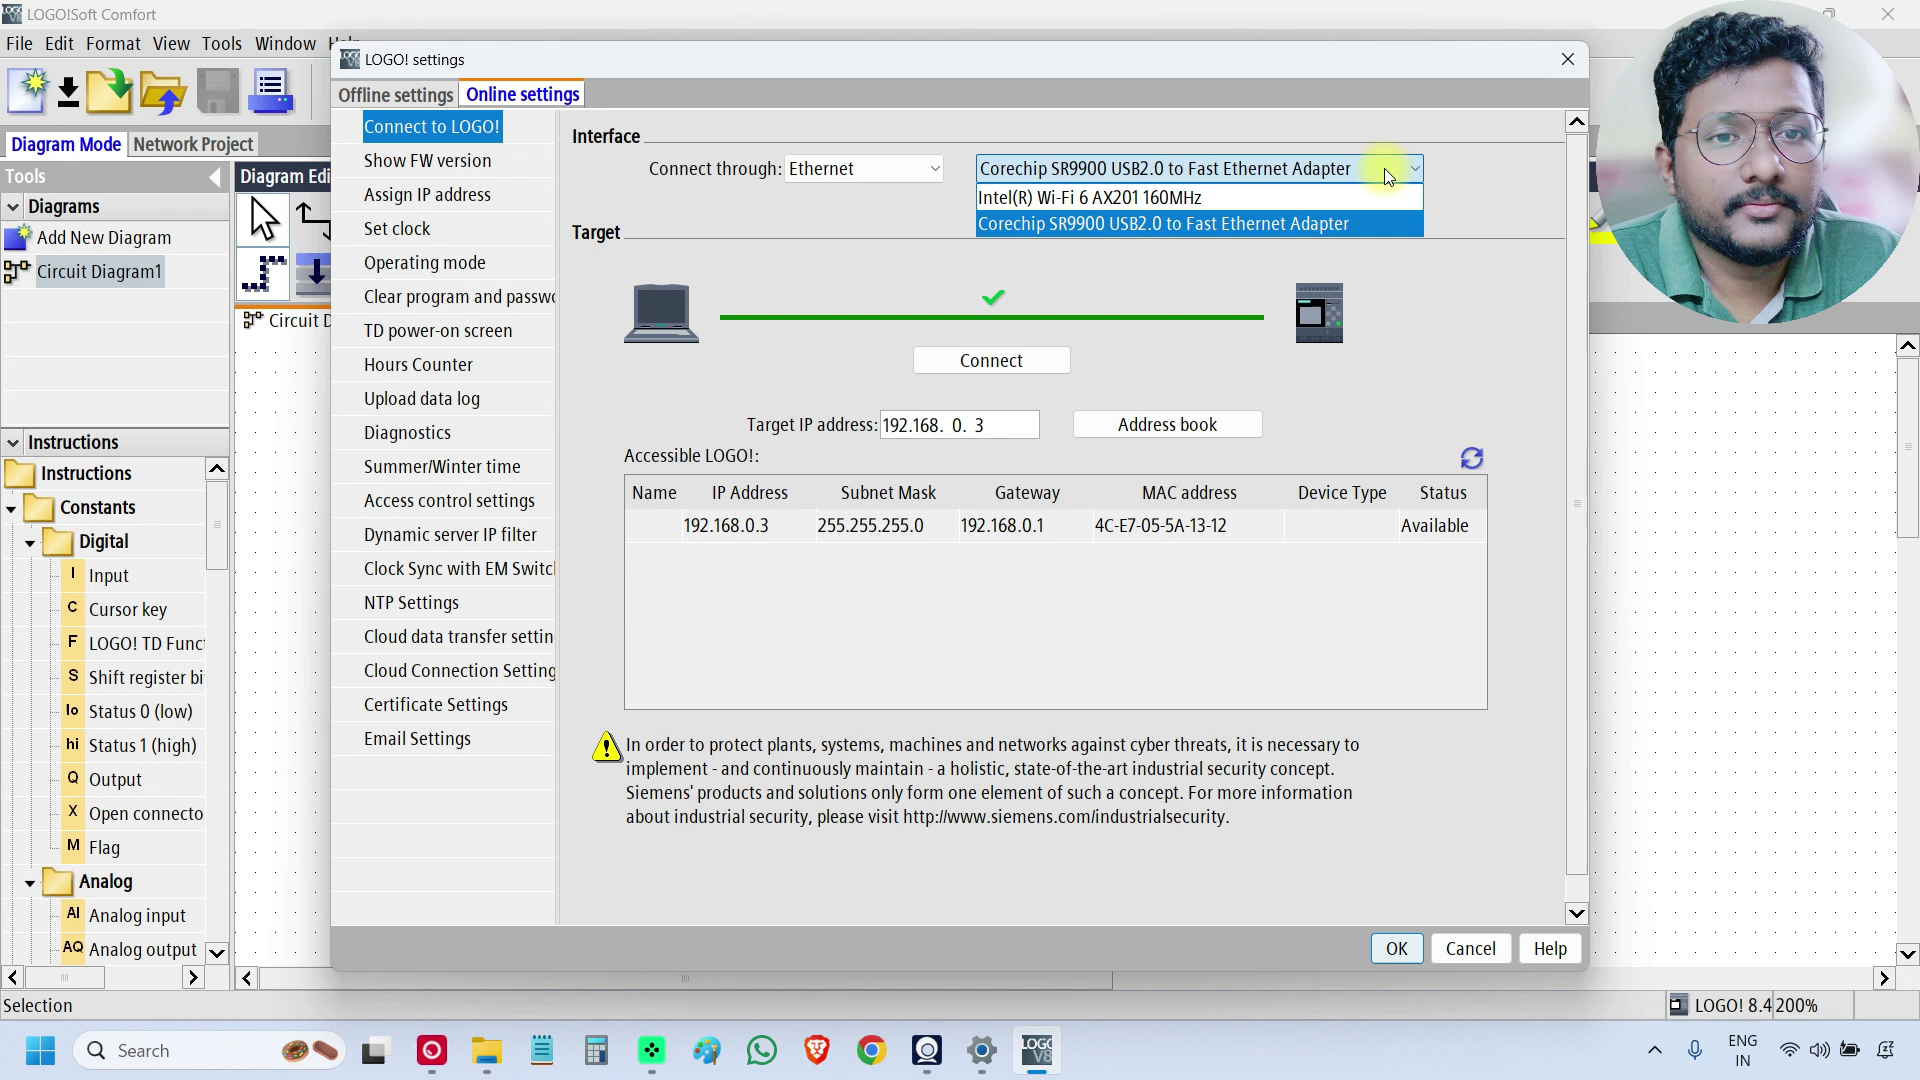 LOGO!Soft Comfort
File Edit Format View Tools Window Help
LOGO! settings
Offline settings Online settings
Diagram Mode Network Project
Tools
Diagrams
Add New Diagram
Circuit Diagram1
Diagram Edi
Circuit D
Instructions
Instructions
Constants
Digital
I Input
C Cursor key
F LOGO! TD Funct
S Shift register bi
lo Status 0 (low)
hi Status 1 (high)
Q Output
X Open connecto
M Flag
Analog
AI Analog input
AQ Analog output
Connect to LOGO!
Show FW version
Assign IP address
Set clock
Operating mode
Clear program and passwo
TD power-on screen
Hours Counter
Upload data log
Diagnostics
Summer/Winter time
Access control settings
Dynamic server IP filter
Clock Sync with EM Switc
NTP Settings
Cloud data transfer settin
Cloud Connection Setting
Certificate Settings
Email Settings
Interface
Connect through: Ethernet Corechip SR9900 USB2.0 to Fast Ethernet Adapter
Intel(R) Wi-Fi 6 AX201 160MHz
Corechip SR9900 USB2.0 to Fast Ethernet Adapter
Target
Connect
Target IP address: 192.168. 0. 3 Address book
Accessible LOGO!:
Name IP Address Subnet Mask Gateway MAC address Device Type Status
192.168.0.3 255.255.255.0 192.168.0.1 4C-E7-05-5A-13-12 Available
In order to protect plants, systems, machines and networks against cyber threats, it is necessary to
implement - and continuously maintain - a holistic, state-of-the-art industrial security concept.
Siemens' products and solutions only form one element of such a concept. For more information
about industrial security, please visit http://www.siemens.com/industrialsecurity.
OK Cancel Help
Selection
LOGO! 8.4 200%
Search
ENG
IN